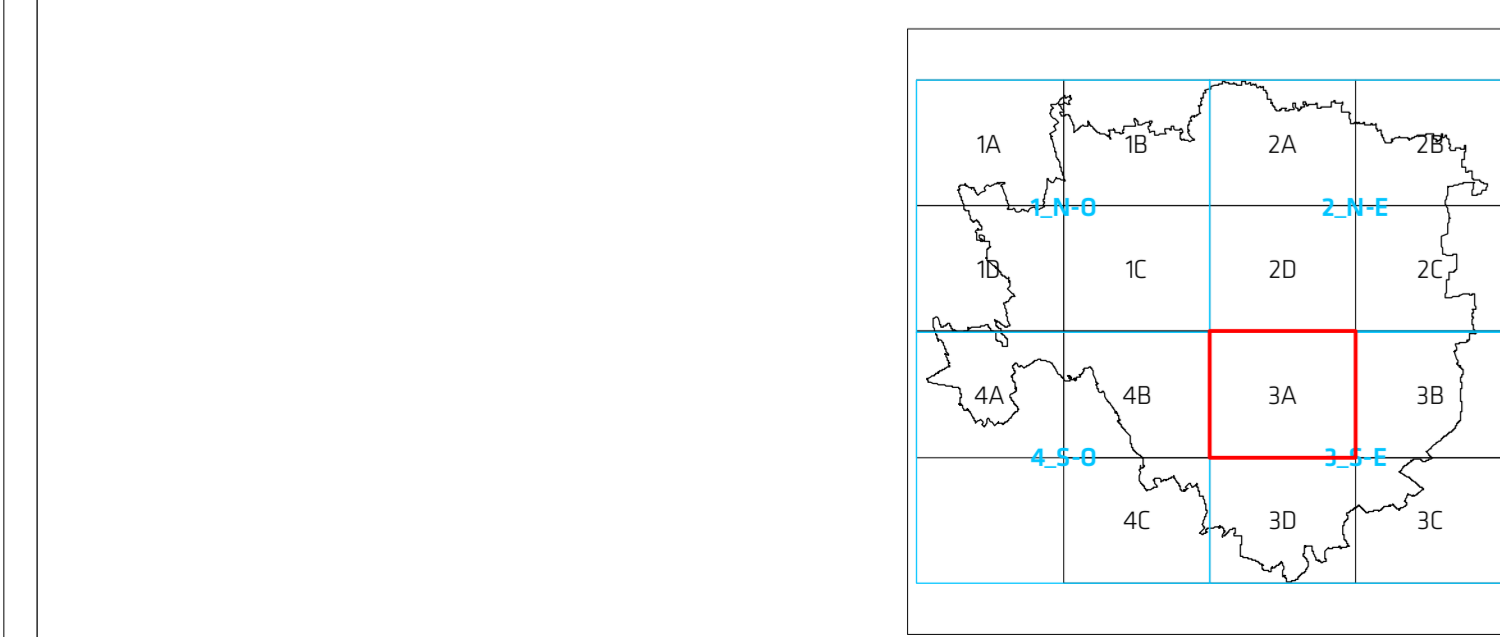 1A 1B 2A 2B
1_N-O 2_N-E
1D 1C 2D 2C
4A 4B 3A 3B
4_S-O 3_S-E
4C 3D 3C